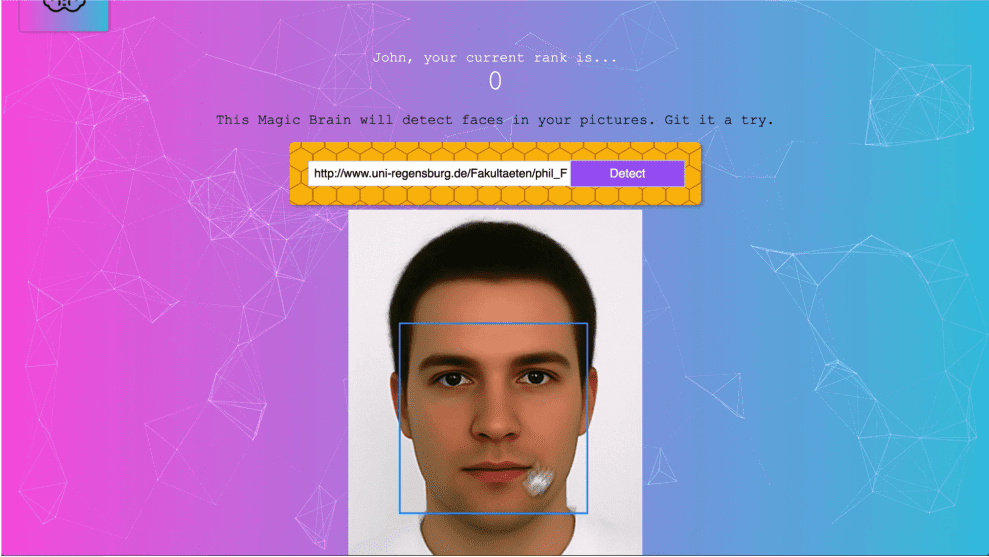 John, your current rank is...
0
This Magic Brain will detect faces in your pictures. Git it a try.
http://www.uni-regensburg.de/Fakultaeten/phil_F
Detect